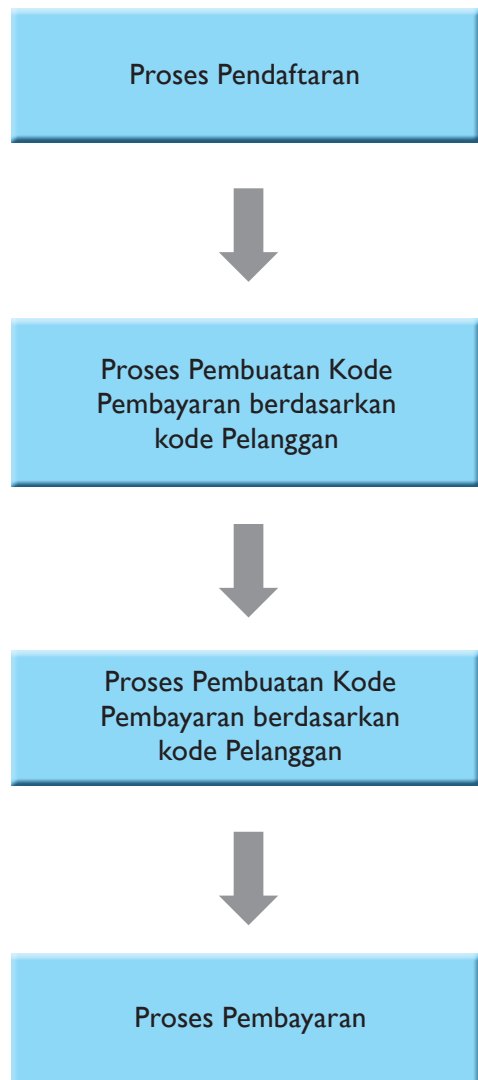 Proses Pendaftaran
Proses Pembuatan Kode
Pembayaran berdasarkan
kode Pelanggan
Proses Pembuatan Kode
Pembayaran berdasarkan
kode Pelanggan
Proses Pembayaran